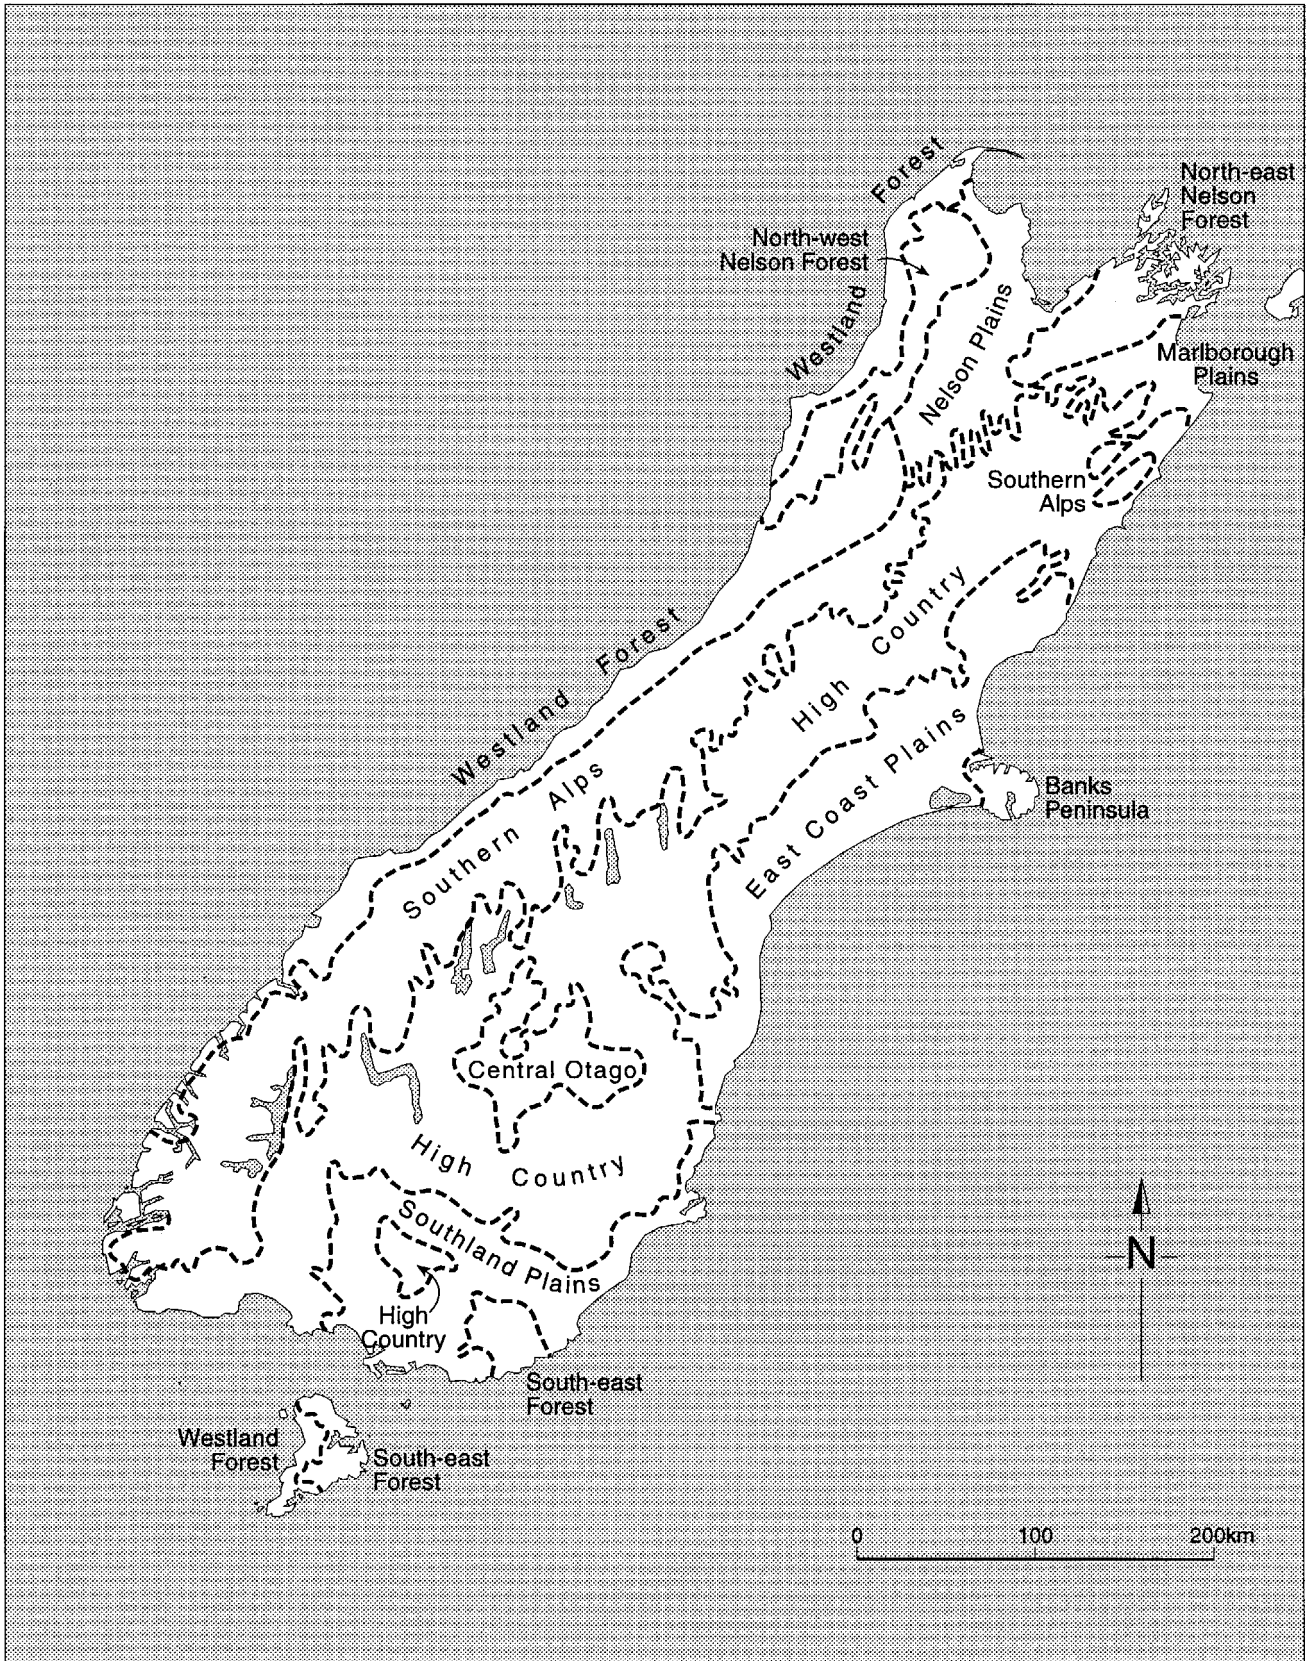 Westland Forest
North-east
Nelson
Forest
North-west
Nelson Forest
Nelson Plains
Marlborough
Plains
Southern
Alps
Westland Forest
High Country
East Coast Plains
Banks
Peninsula
Southern Alps
Central Otago
High Country
Southland Plains
High
Country
South-east
Forest
Westland
Forest
South-east
Forest
N
0 100 200km